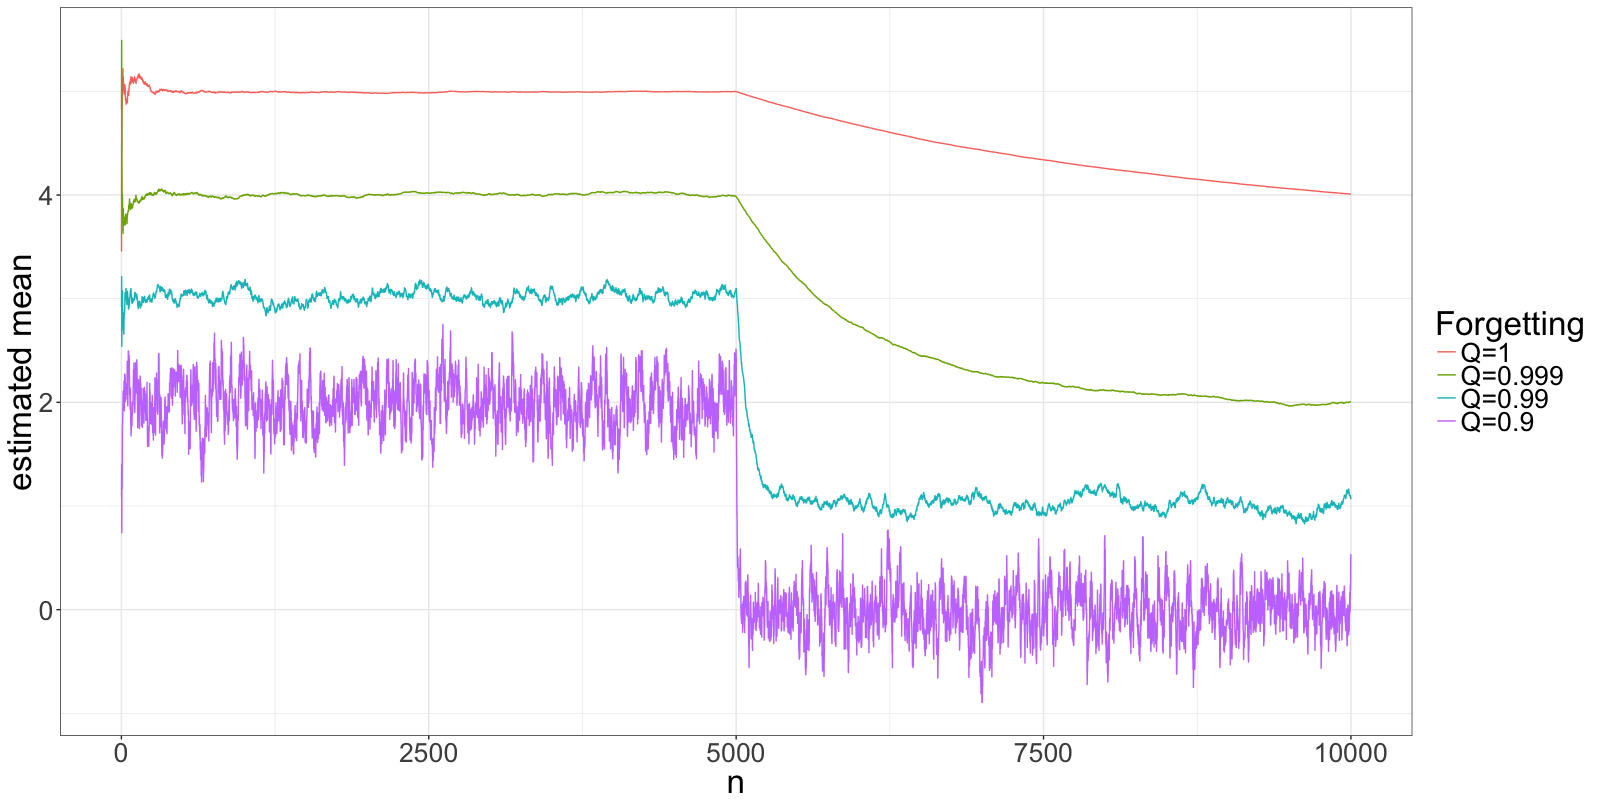 estimated mean
4
2
0
0
2500
5000
7500
10000
n
Forgetting
Q=1
Q=0.999
Q=0.99
Q=0.9